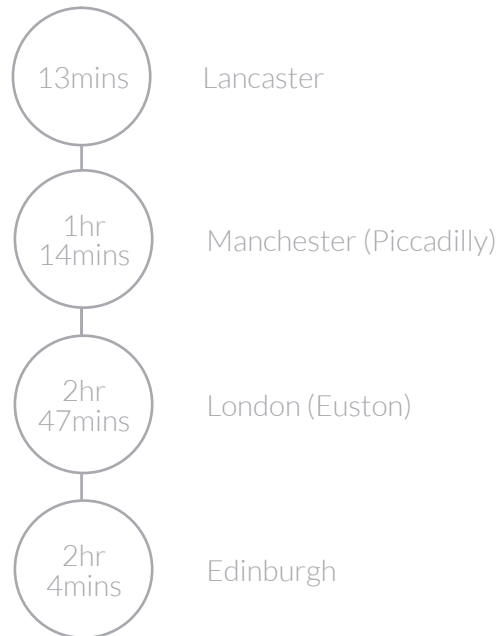 13mins
Lancaster
1hr
14mins
Manchester (Piccadilly)
2hr
47mins
London (Euston)
2hr
4mins
Edinburgh